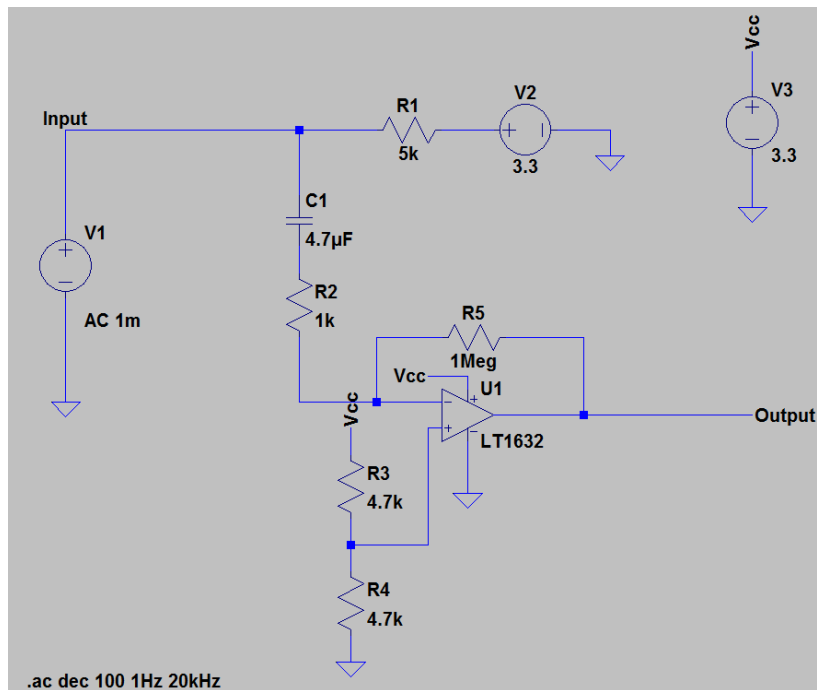 Vcc
V2
R1
V3
Input
5k
3.3
3.3
C1
4.7µF
V1
R2
1k
AC 1m
R5
1Meg
Vcc
U1
Vcc
Output
LT1632
R3
4.7k
R4
4.7k
.ac dec 100 1Hz 20kHz